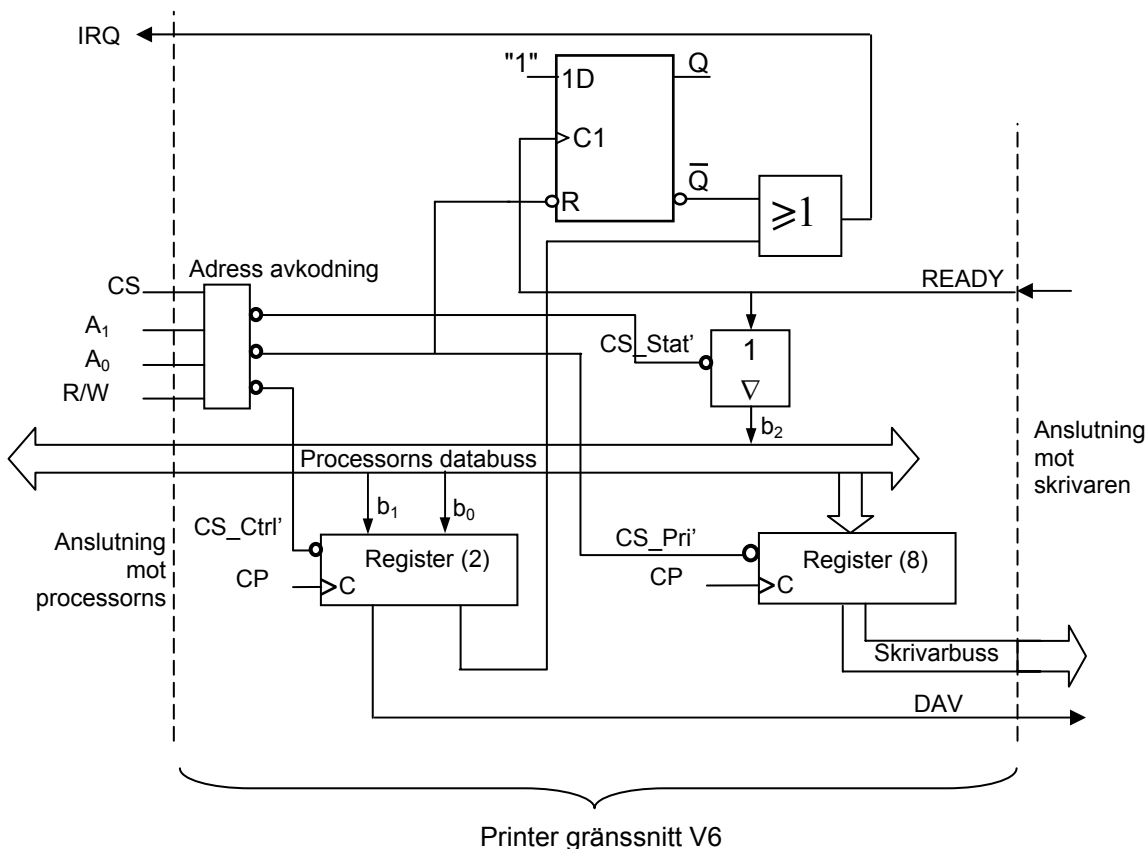 IRQ
"1"
1D
Q
C1
Q̅
R
≥1
Adress avkodning
CS
READY
A₁
CS_Stat'
1
A₀
∇
R/W
b₂
Processorns databuss
Anslutning
mot
skrivaren
b₁
b₀
CS_Ctrl'
CS_Pri'
Anslutning
mot
processorns
Register (2)
Register (8)
CP
C
CP
C
Skrivarbuss
DAV
Printer gränssnitt V6